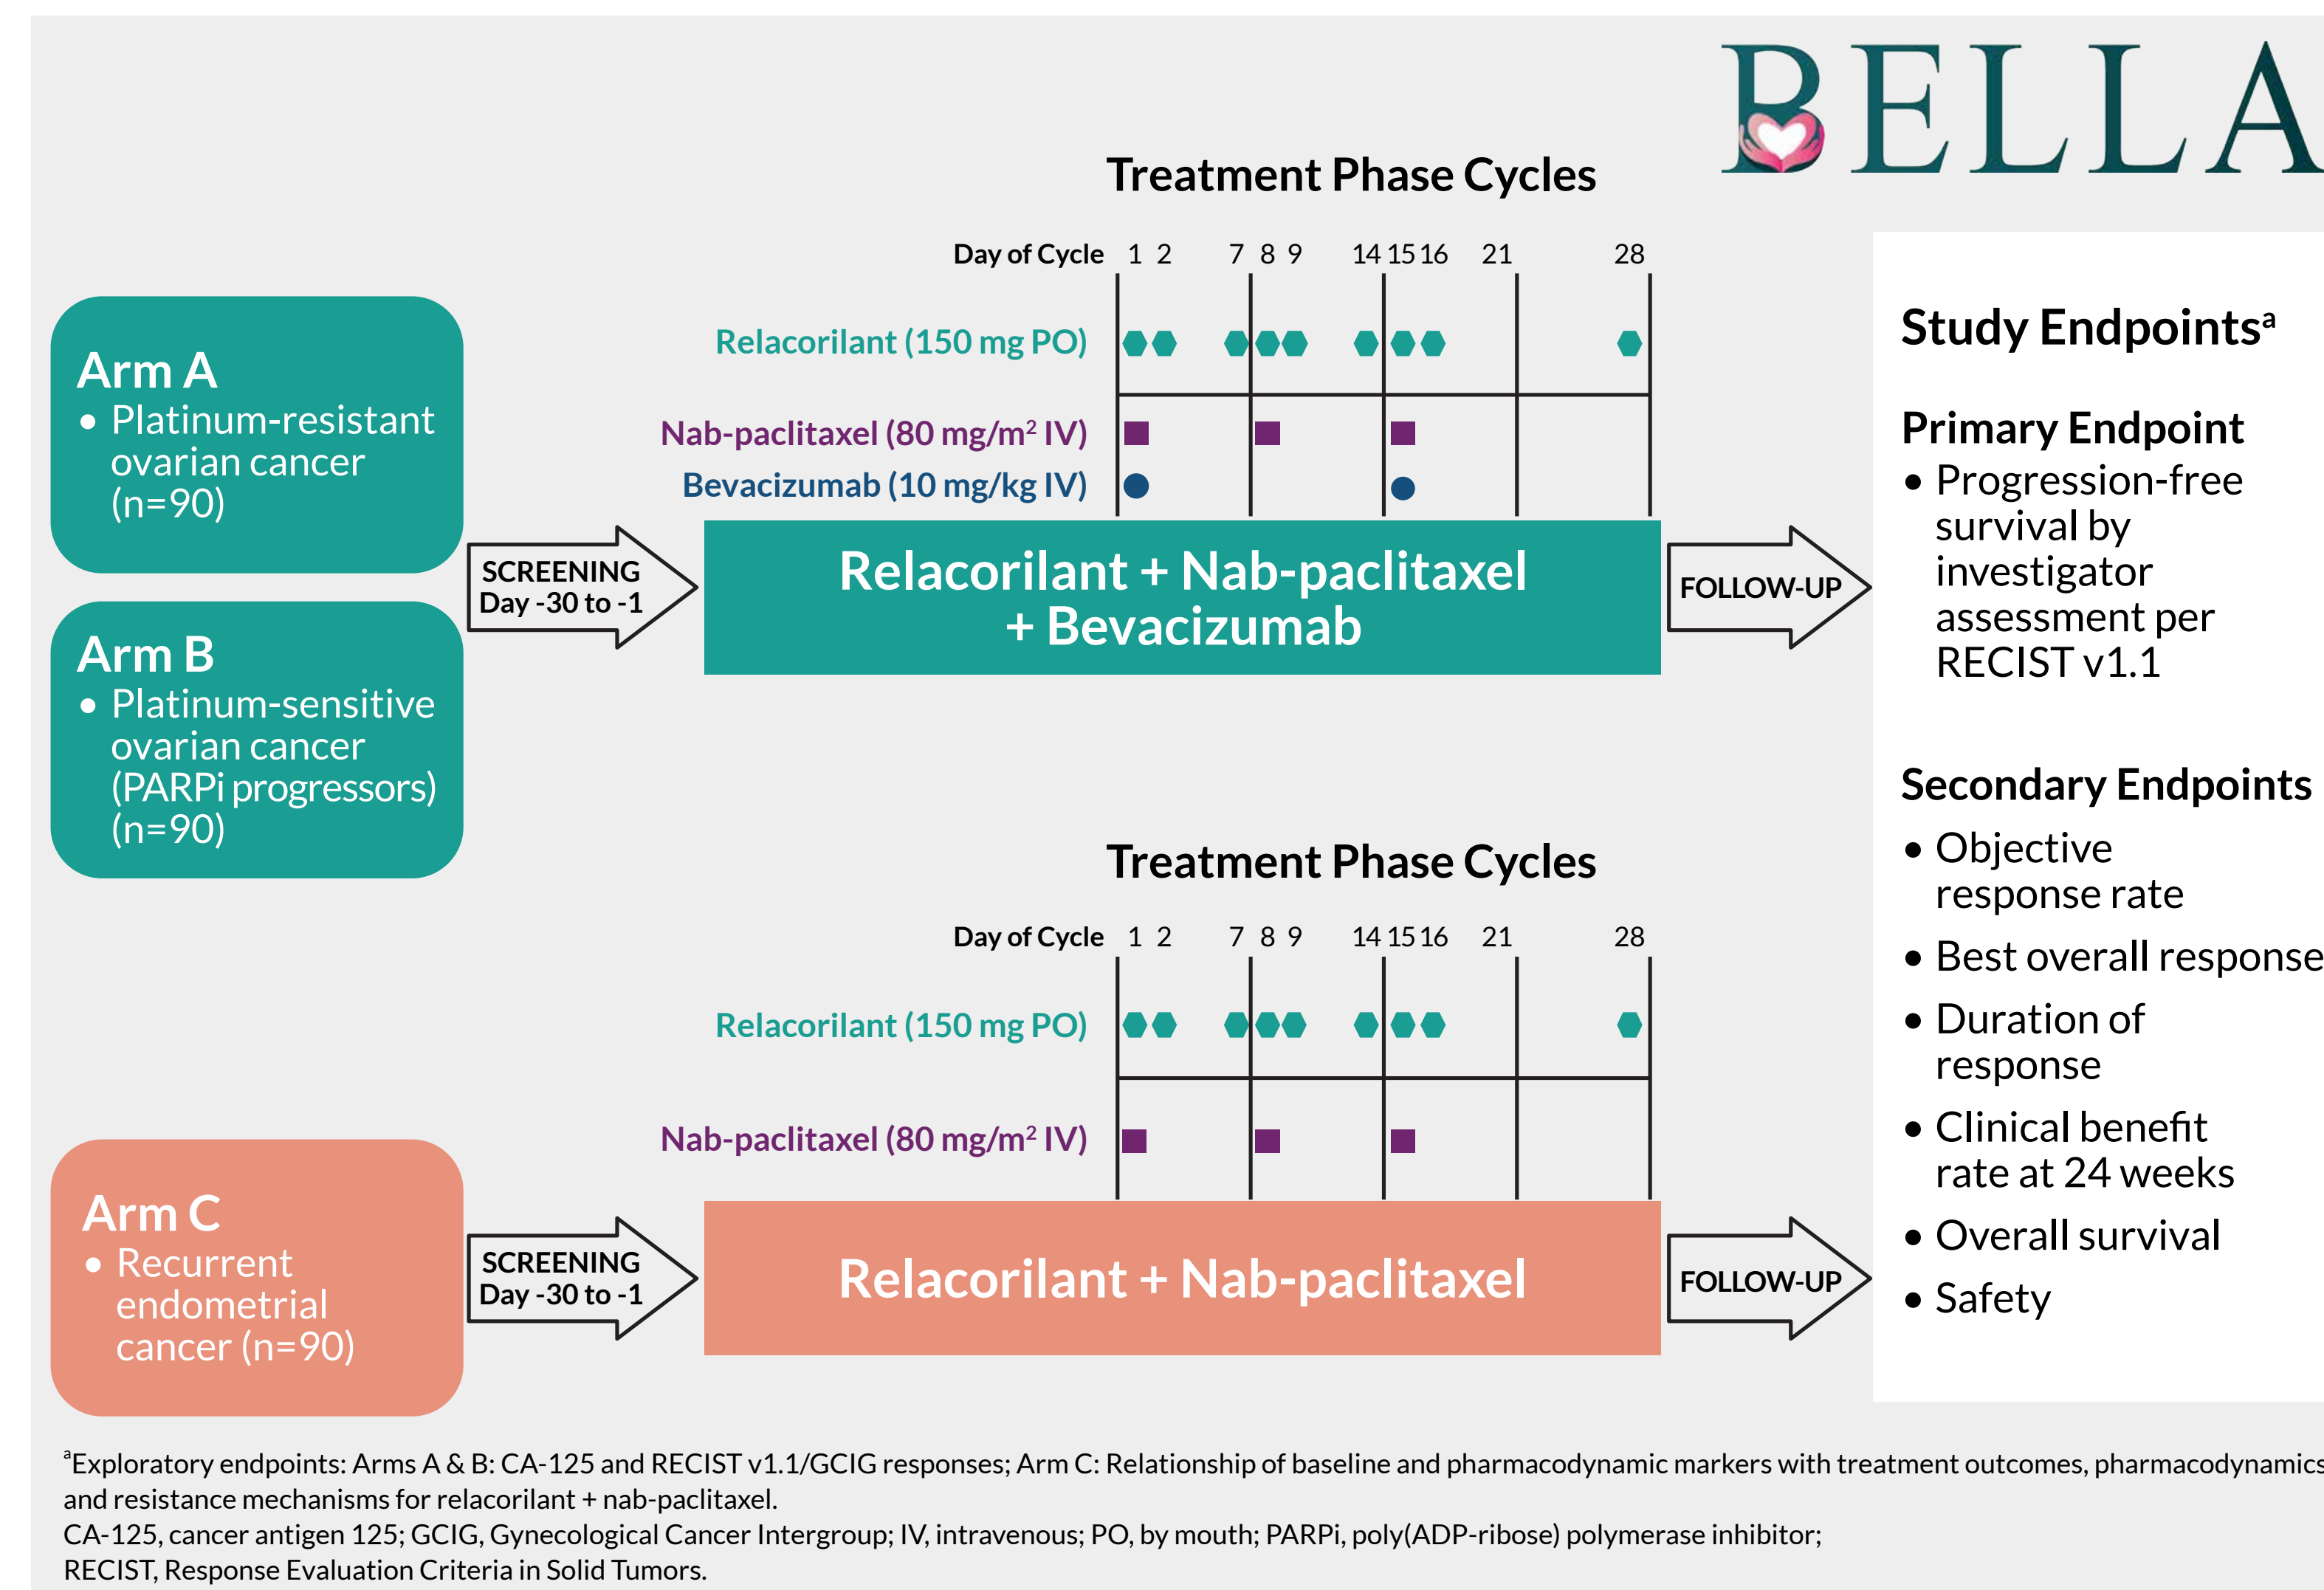 BELLA
Treatment Phase Cycles
Day of Cycle 1 2 7 8 9 14 15 16 21 28
Relacorilant (150 mg PO)
Nab-paclitaxel (80 mg/m² IV)
Bevacizumab (10 mg/kg IV)
Arm A
• Platinum-resistant
ovarian cancer
(n=90)
Arm B
• Platinum-sensitive
ovarian cancer
(PARPi progressors)
(n=90)
SCREENING
Day -30 to -1
Relacorilant + Nab-paclitaxel
+ Bevacizumab
FOLLOW-UP
Treatment Phase Cycles
Day of Cycle 1 2 7 8 9 14 15 16 21 28
Relacorilant (150 mg PO)
Nab-paclitaxel (80 mg/m² IV)
Arm C
• Recurrent
endometrial
cancer (n=90)
SCREENING
Day -30 to -1
Relacorilant + Nab-paclitaxel
FOLLOW-UP
Study Endpointsᵃ
Primary Endpoint
• Progression-free
survival by
investigator
assessment per
RECIST v1.1
Secondary Endpoints
• Objective
response rate
• Best overall response
• Duration of
response
• Clinical benefit
rate at 24 weeks
• Overall survival
• Safety
ᵃExploratory endpoints: Arms A & B: CA-125 and RECIST v1.1/GCIG responses; Arm C: Relationship of baseline and pharmacodynamic markers with treatment outcomes, pharmacodynamics
and resistance mechanisms for relacorilant + nab-paclitaxel.
CA-125, cancer antigen 125; GCIG, Gynecological Cancer Intergroup; IV, intravenous; PO, by mouth; PARPi, poly(ADP-ribose) polymerase inhibitor;
RECIST, Response Evaluation Criteria in Solid Tumors.